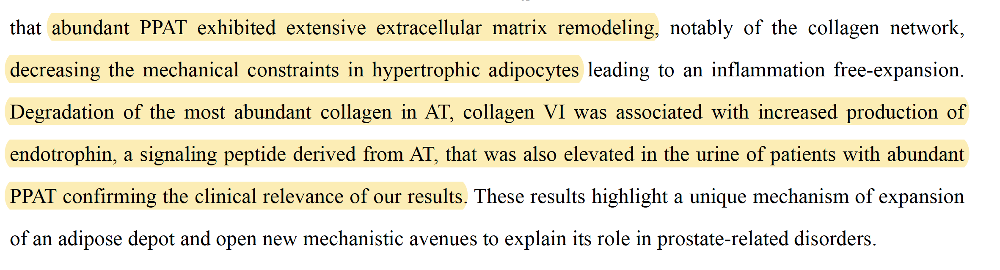 that abundant PPAT exhibited extensive extracellular matrix remodeling, notably of the collagen network,
decreasing the mechanical constraints in hypertrophic adipocytes leading to an inflammation free-expansion.
Degradation of the most abundant collagen in AT, collagen VI was associated with increased production of
endotrophin, a signaling peptide derived from AT, that was also elevated in the urine of patients with abundant
PPAT confirming the clinical relevance of our results. These results highlight a unique mechanism of expansion
of an adipose depot and open new mechanistic avenues to explain its role in prostate-related disorders.